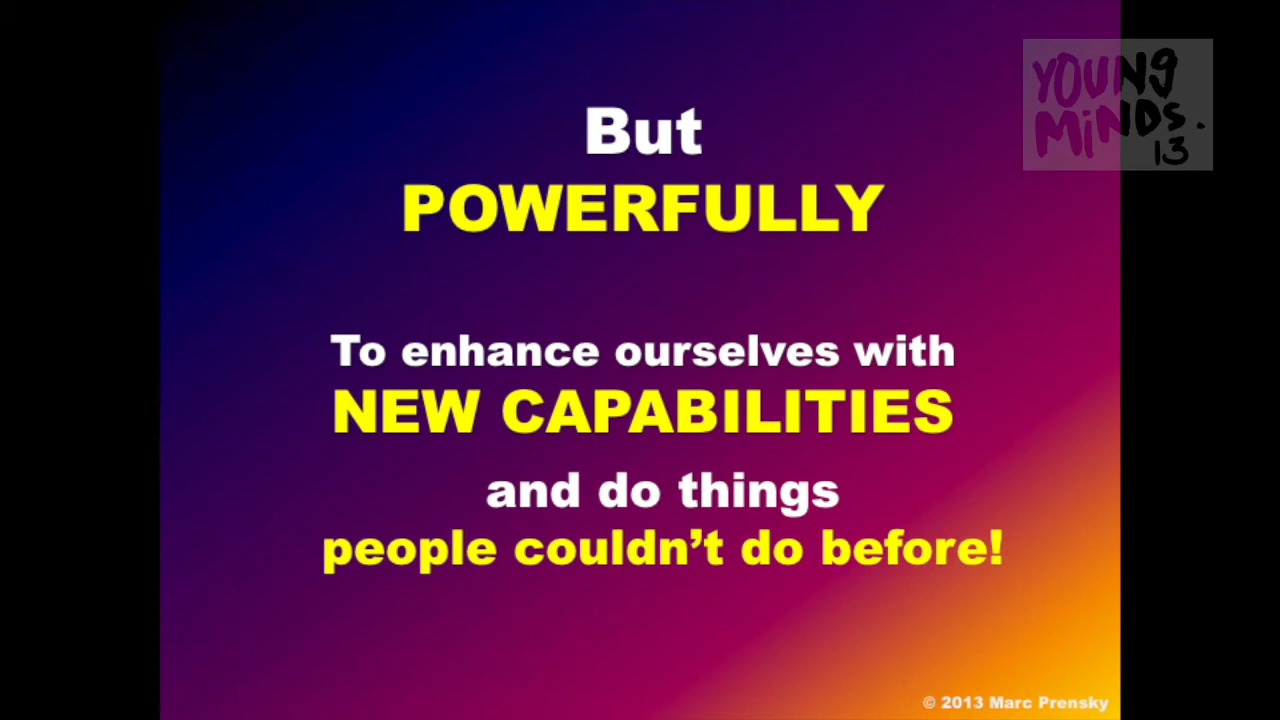 YOUNG
MiNDS.
13
But
POWERFULLY
To enhance ourselves with
NEW CAPABILITIES
and do things
people couldn’t do before!
© 2013 Marc Prensky